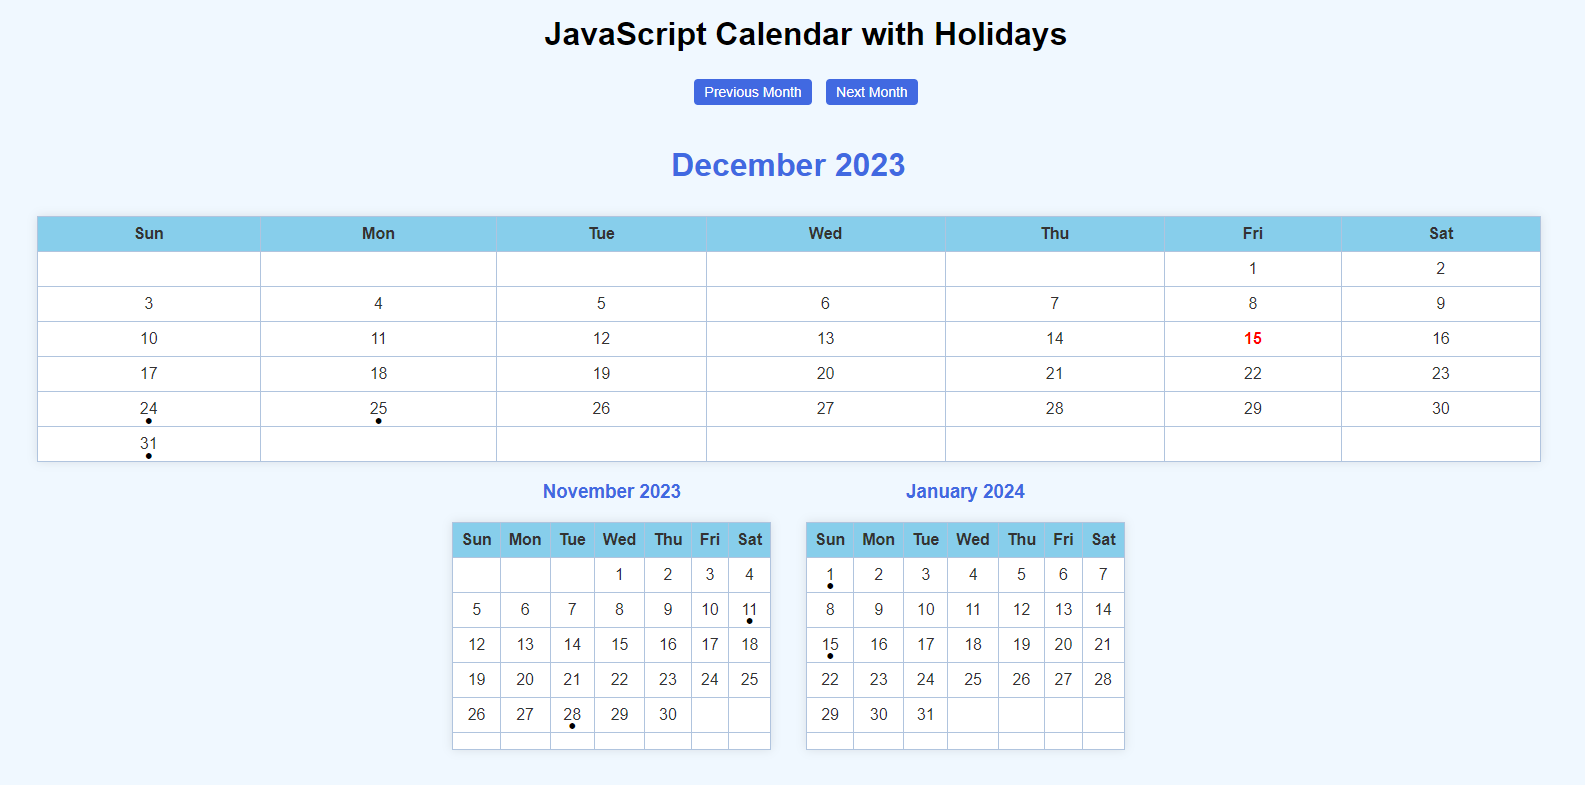 JavaScript Calendar with Holidays
Previous Month Next Month
December 2023
Sun Mon Tue Wed Thu Fri Sat
1 2
3 4 5 6 7 8 9
10 11 12 13 14 15 16
17 18 19 20 21 22 23
24 25 26 27 28 29 30
31
November 2023
Sun Mon Tue Wed Thu Fri Sat
1 2 3 4
5 6 7 8 9 10 11
12 13 14 15 16 17 18
19 20 21 22 23 24 25
26 27 28 29 30
January 2024
Sun Mon Tue Wed Thu Fri Sat
1 2 3 4 5 6 7
8 9 10 11 12 13 14
15 16 17 18 19 20 21
22 23 24 25 26 27 28
29 30 31